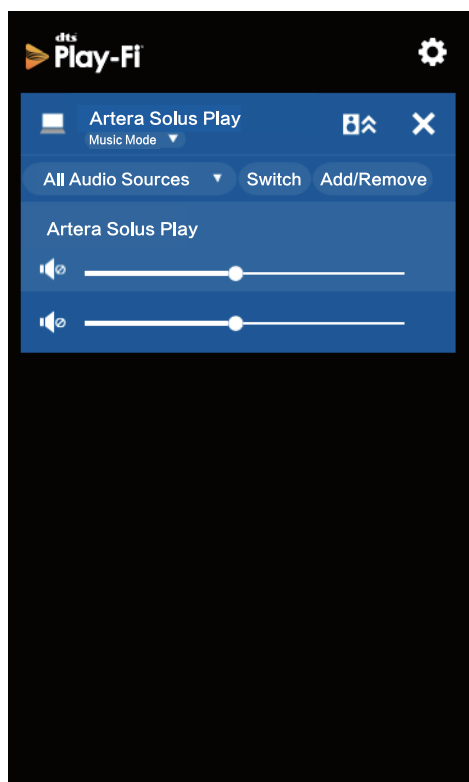 dts
Play-Fi
Artera Solus Play
Music Mode
All Audio Sources Switch Add/Remove
Artera Solus Play